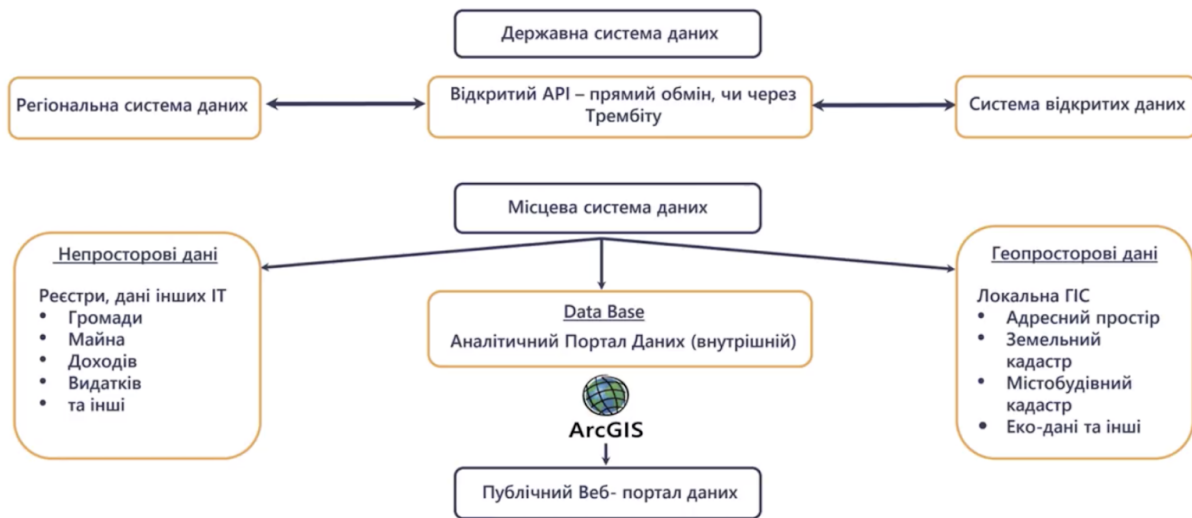 Державна система даних
Регіональна система даних
Відкритий API – прямий обмін, чи через
Трембіту
Система відкритих даних
Місцева система даних
Непросторові дані
Реєстри, дані інших ІТ
• Громади
• Майна
• Доходів
• Видатків
• та інші
Data Base
Аналітичний Портал Даних (внутрішній)
ArcGIS
Публічний Веб- портал даних
Геопросторові дані
Локальна ГІС
• Адресний простір
• Земельний
кадастр
• Містобудівний
кадастр
• Еко-дані та інші